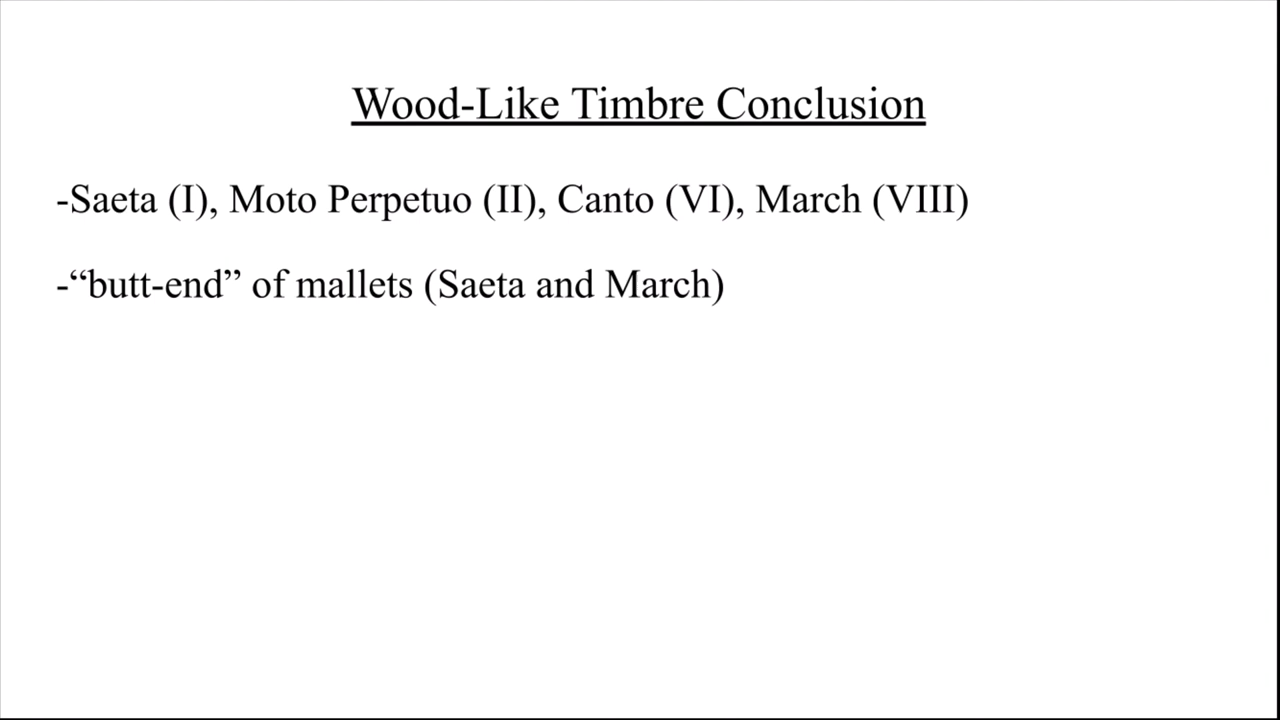 Wood-Like Timbre Conclusion
-Saeta (I), Moto Perpetuo (II), Canto (VI), March (VIII)
-“butt-end” of mallets (Saeta and March)